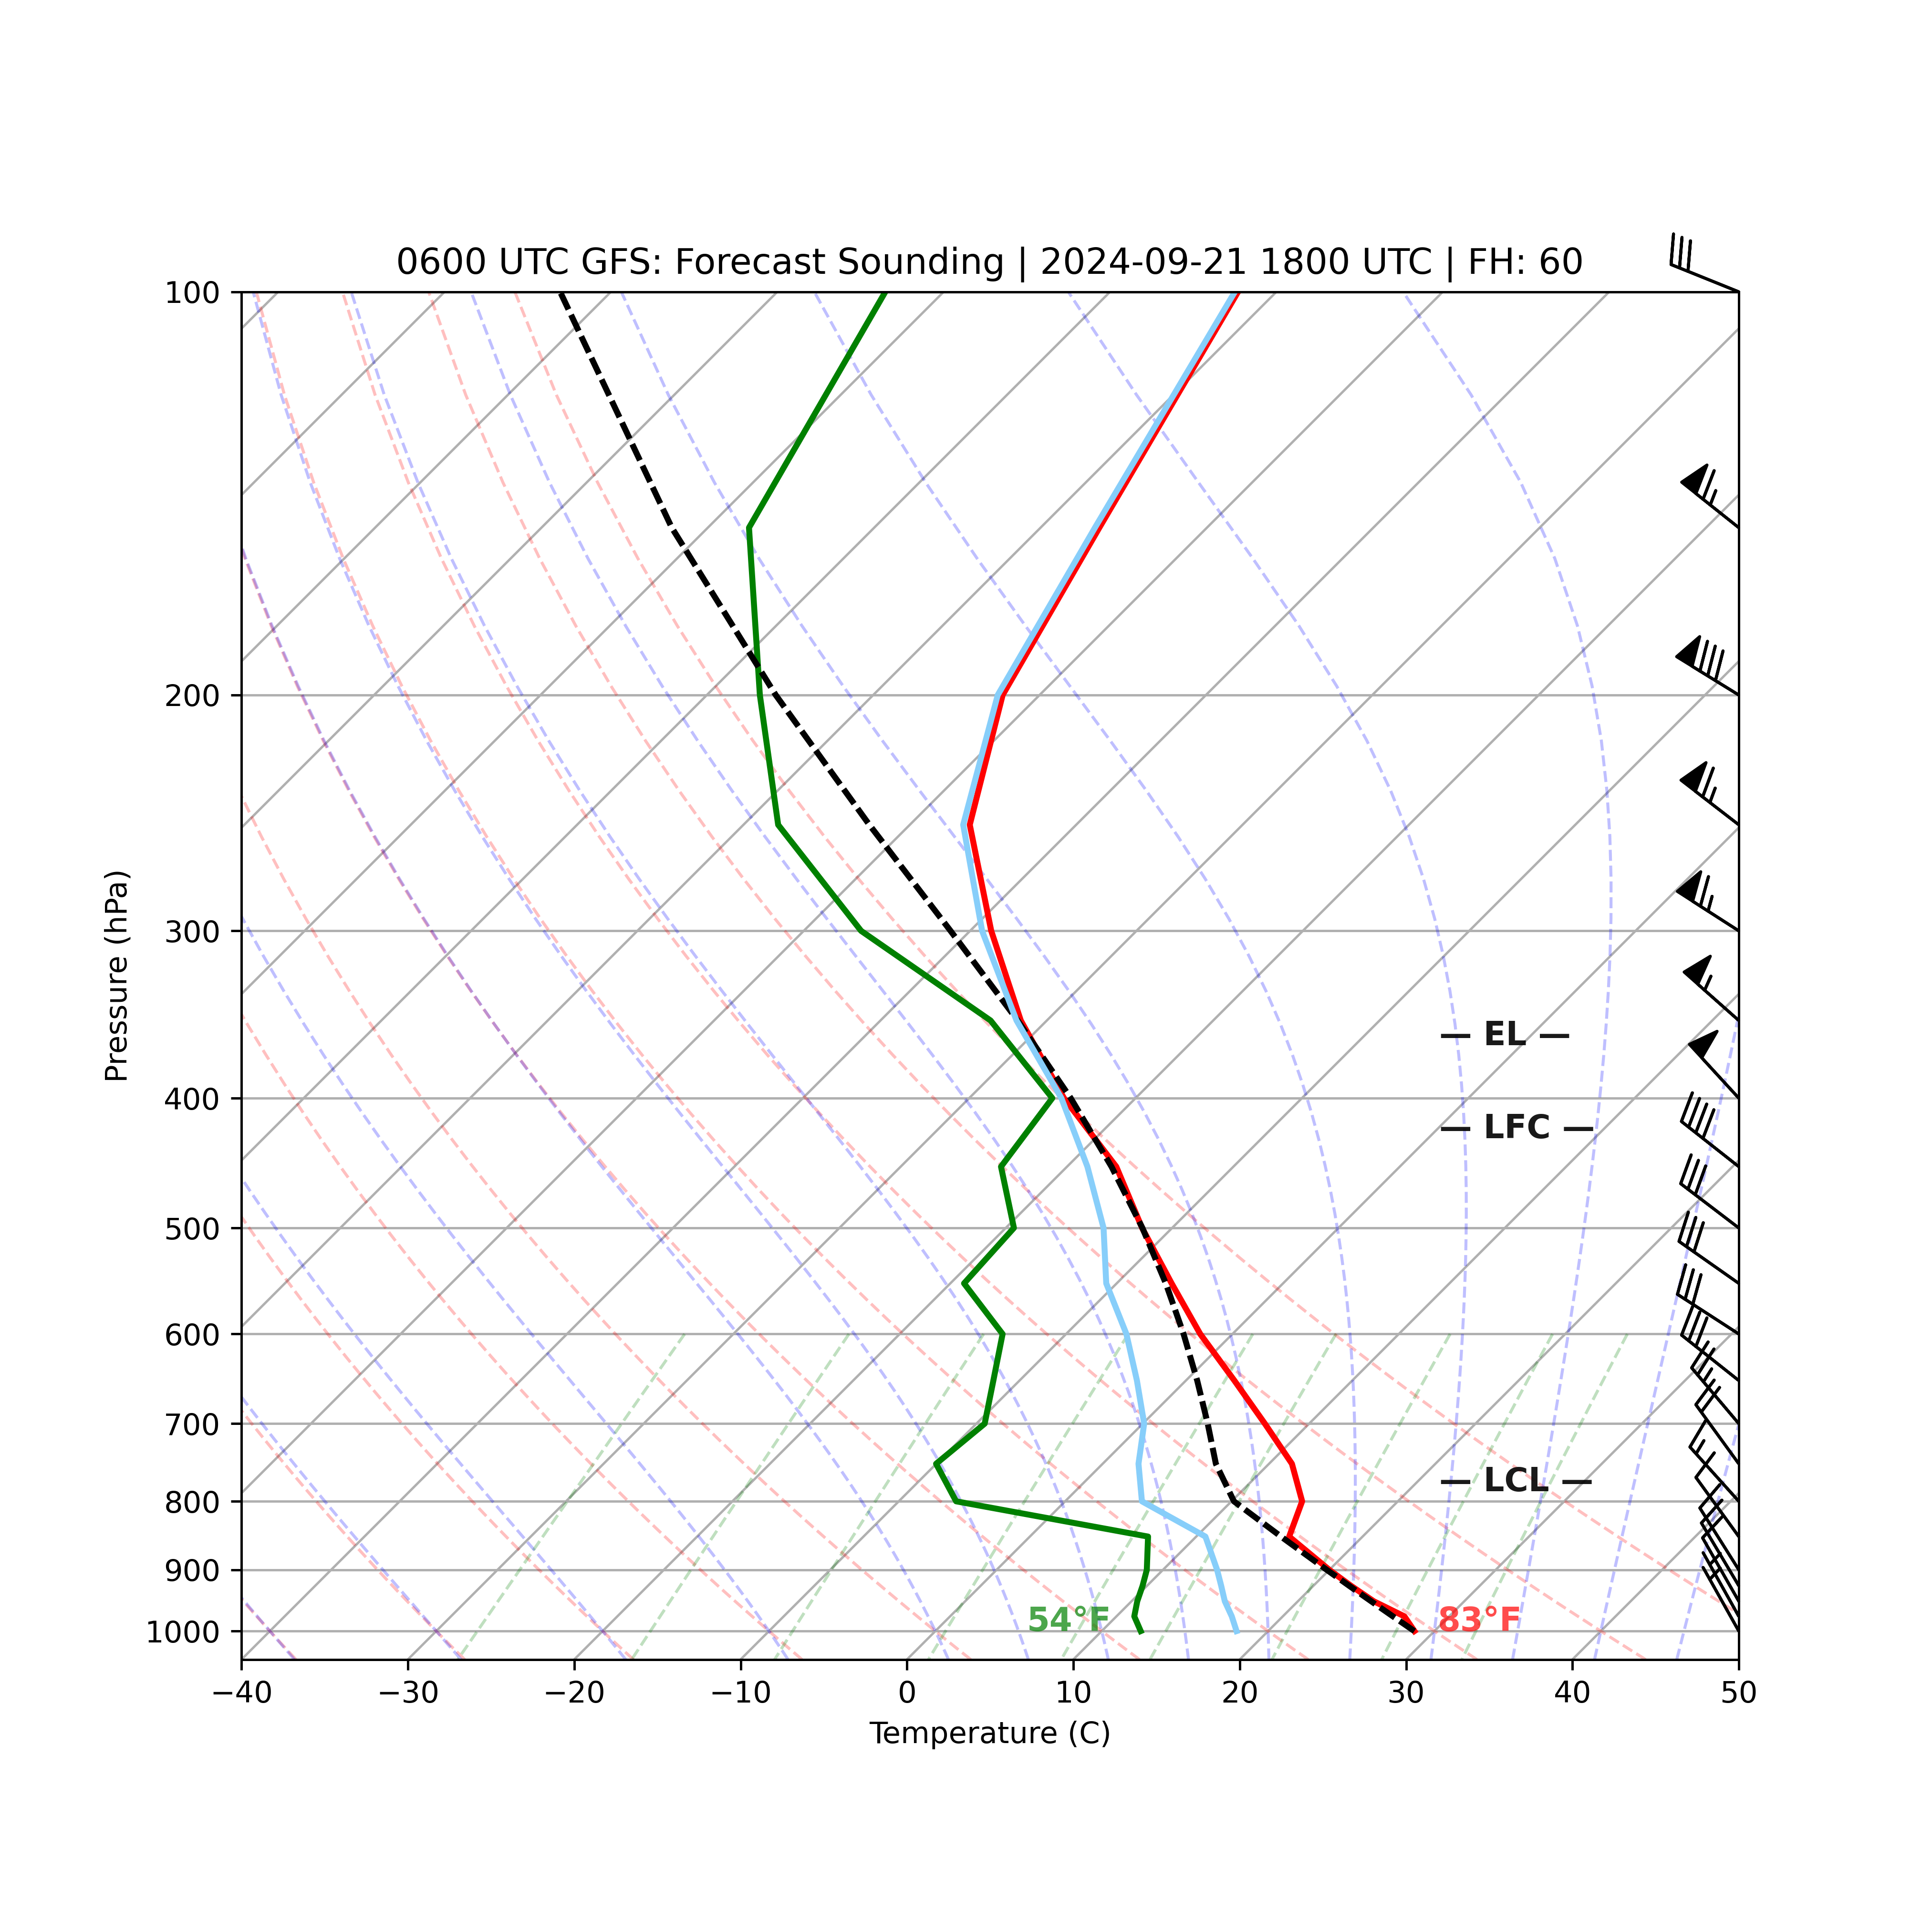 0600 UTC GFS: Forecast Sounding | 2024-09-21 1800 UTC | FH: 60
100
200
300
— EL —
400
— LFC —
500
600
700
— LCL —
800
900
54°F 83°F
1000
−40 −30 −20 −10 0 10 20 30 40 50
Temperature (C)
Pressure (hPa)